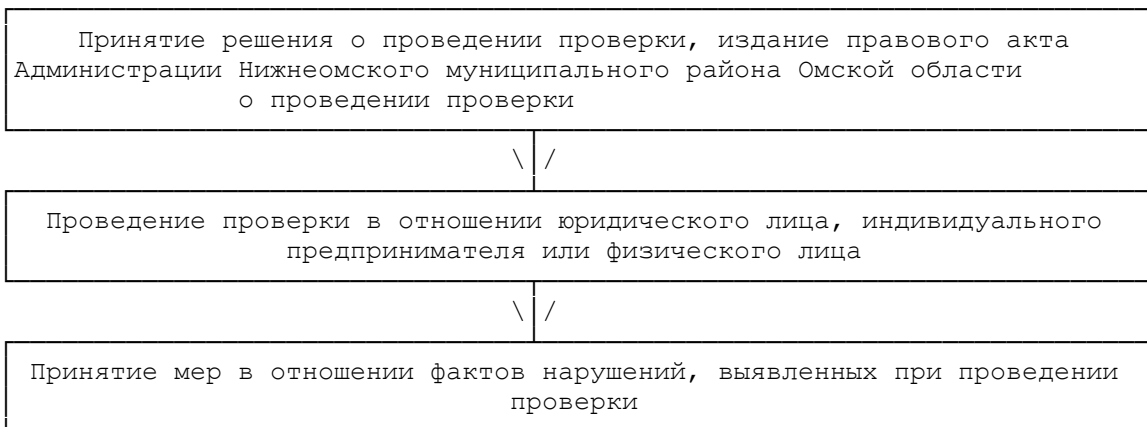 Принятие решения о проведении проверки, издание правового акта
Администрации Нижнеомского муниципального района Омской области
о проведении проверки
Проведение проверки в отношении юридического лица, индивидуального
предпринимателя или физического лица
Принятие мер в отношении фактов нарушений, выявленных при проведении
проверки